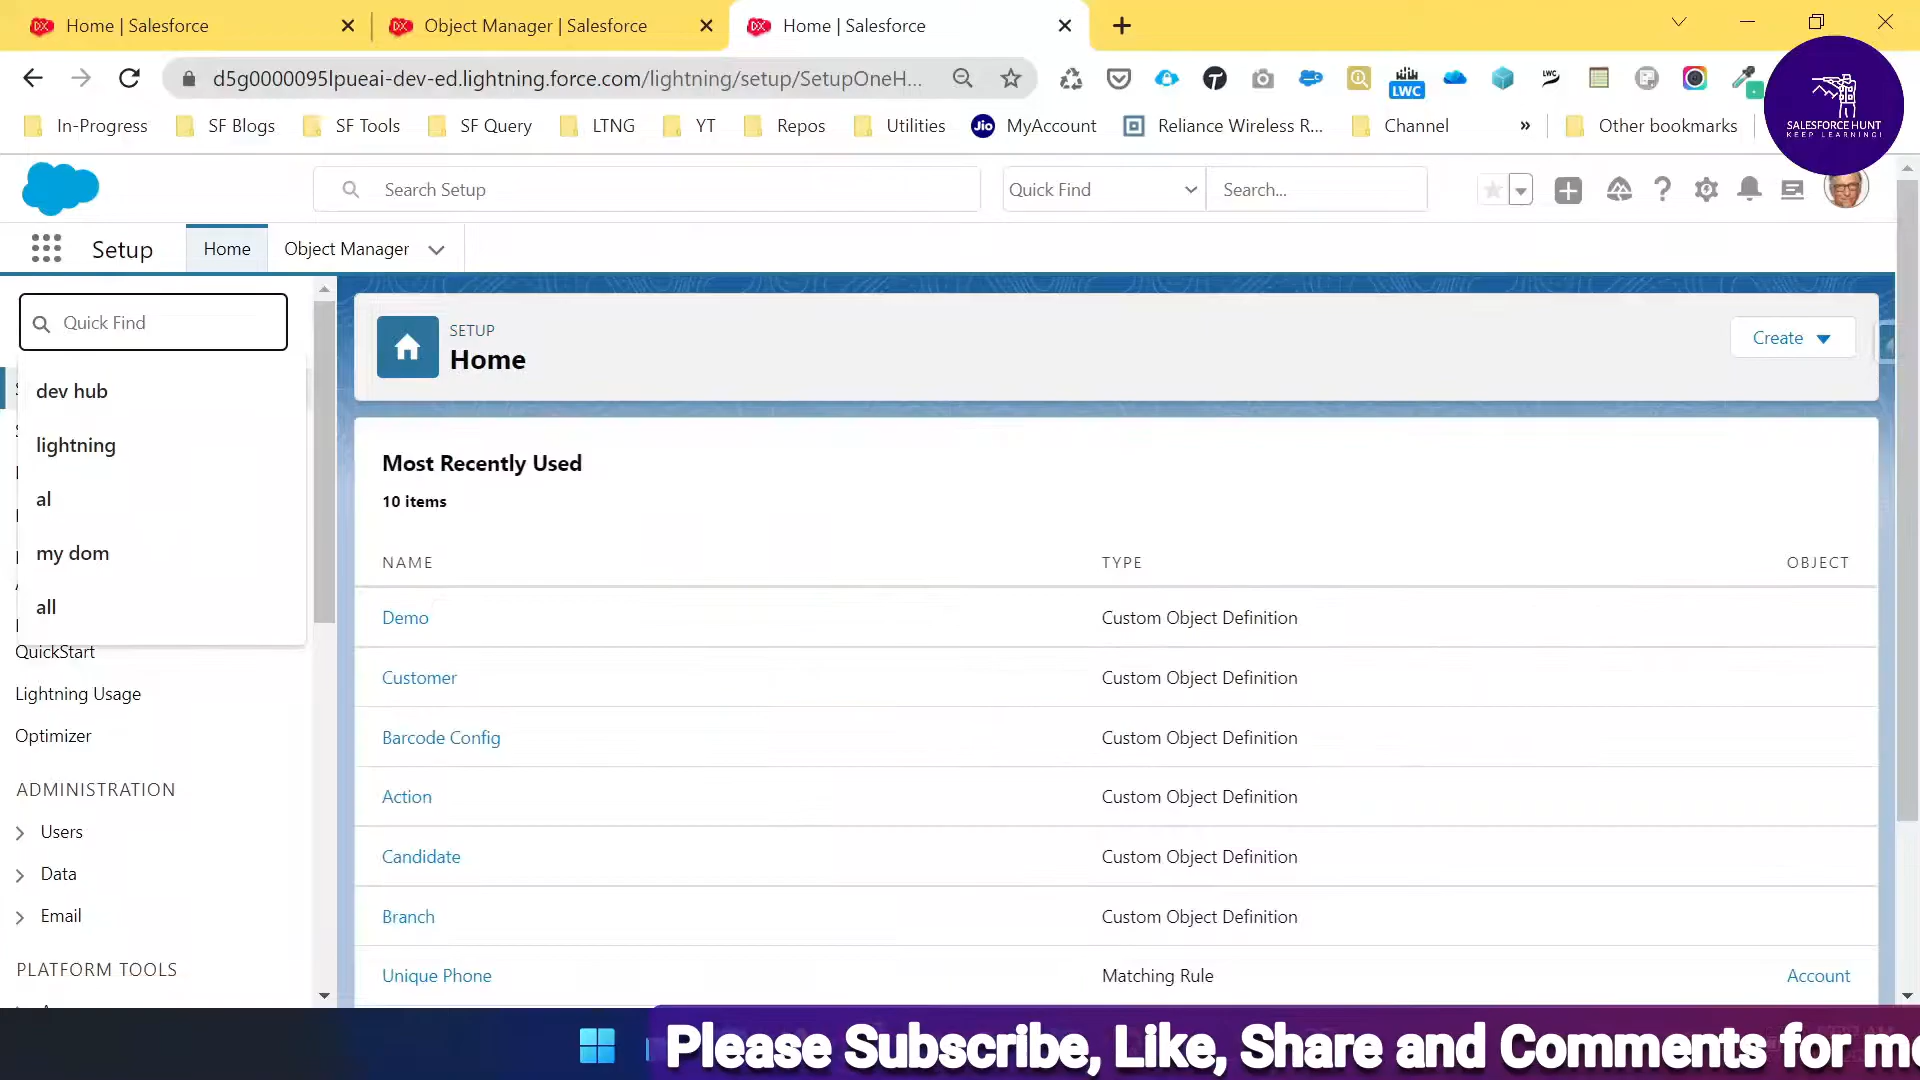 Home | Salesforce
Object Manager | Salesforce
Home | Salesforce
d5g0000095lpueai-dev-ed.lightning.force.com/lightning/setup/SetupOneH...
LWC
LWC
In-Progress
SF Blogs
SF Tools
SF Query
LTNG
YT
Repos
Utilities
Jio
MyAccount
Reliance Wireless R...
Channel
»
Other bookmarks
SALESFORCE HUNT
KEEP LEARNING!
Search Setup
Quick Find
Search...
Setup
Home
Object Manager
Quick Find
dev hub
lightning
al
my dom
all
QuickStart
Lightning Usage
Optimizer
ADMINISTRATION
Users
Data
Email
PLATFORM TOOLS
SETUP
Home
Create
Most Recently Used
10 items
NAME
TYPE
OBJECT
Demo
Custom Object Definition
Customer
Custom Object Definition
Barcode Config
Custom Object Definition
Action
Custom Object Definition
Candidate
Custom Object Definition
Branch
Custom Object Definition
Unique Phone
Matching Rule
Account
Please Subscribe, Like, Share and Comments for